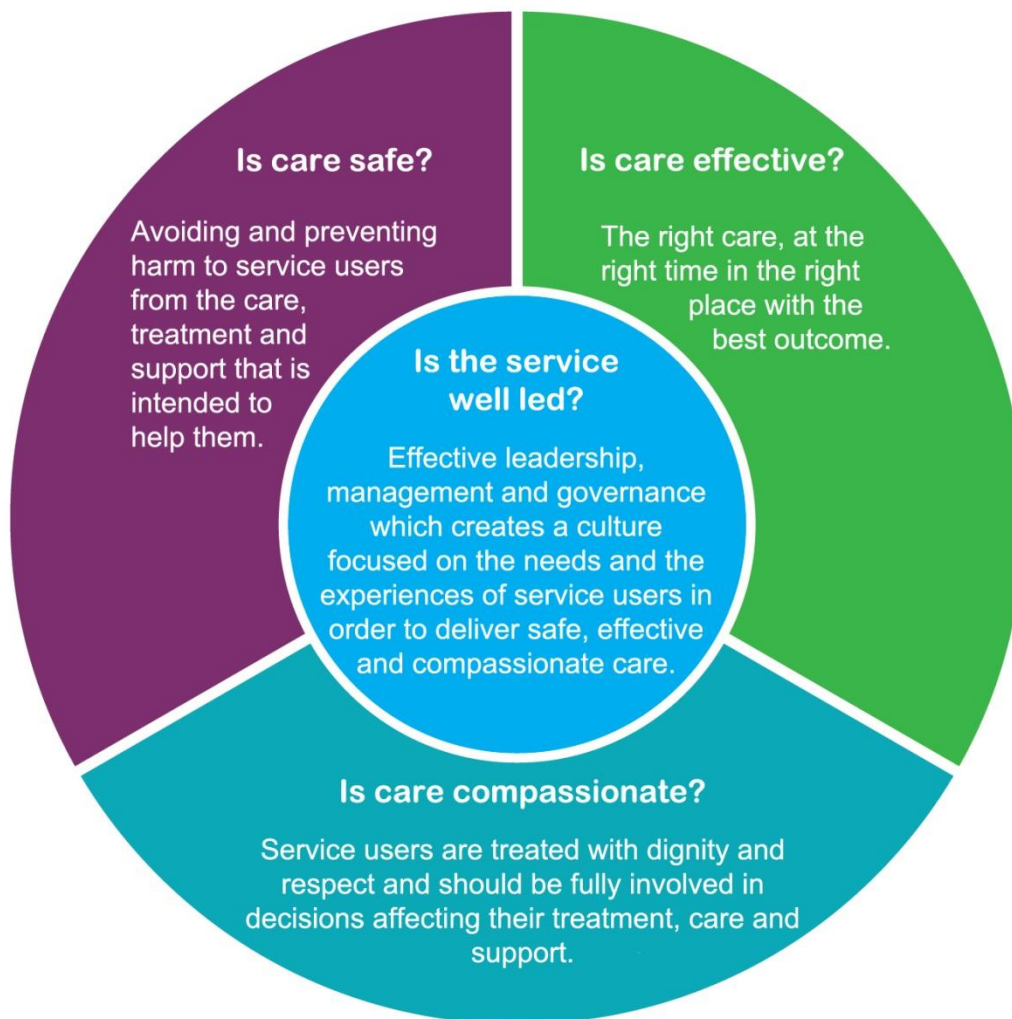 Is care safe?
Avoiding and preventing
harm to service users
from the care,
treatment and
support that is
intended to
help them.
Is care effective?
The right care, at the
right time in the right
place with the
best outcome.
Is the service
well led?
Effective leadership,
management and governance
which creates a culture
focused on the needs and the
experiences of service users in
order to deliver safe, effective
and compassionate care.
Is care compassionate?
Service users are treated with dignity and
respect and should be fully involved in
decisions affecting their treatment, care and
support.